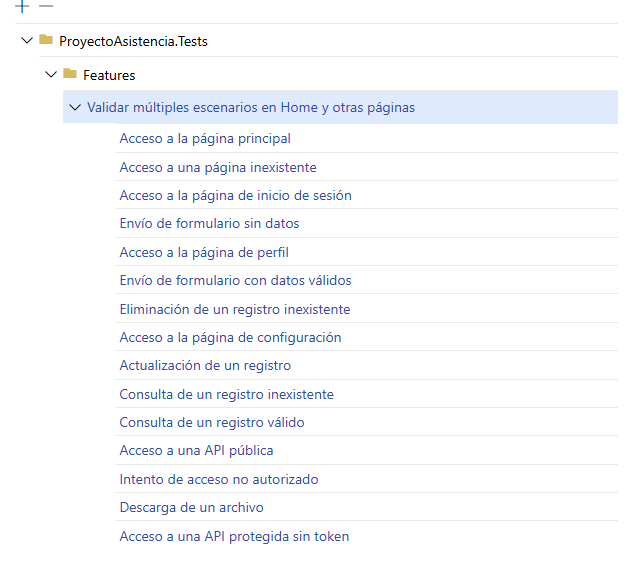 ProyectoAsistencia.Tests
Features
Validar múltiples escenarios en Home y otras páginas
Acceso a la página principal
Acceso a una página inexistente
Acceso a la página de inicio de sesión
Envío de formulario sin datos
Acceso a la página de perfil
Envío de formulario con datos válidos
Eliminación de un registro inexistente
Acceso a la página de configuración
Actualización de un registro
Consulta de un registro inexistente
Consulta de un registro válido
Acceso a una API pública
Intento de acceso no autorizado
Descarga de un archivo
Acceso a una API protegida sin token